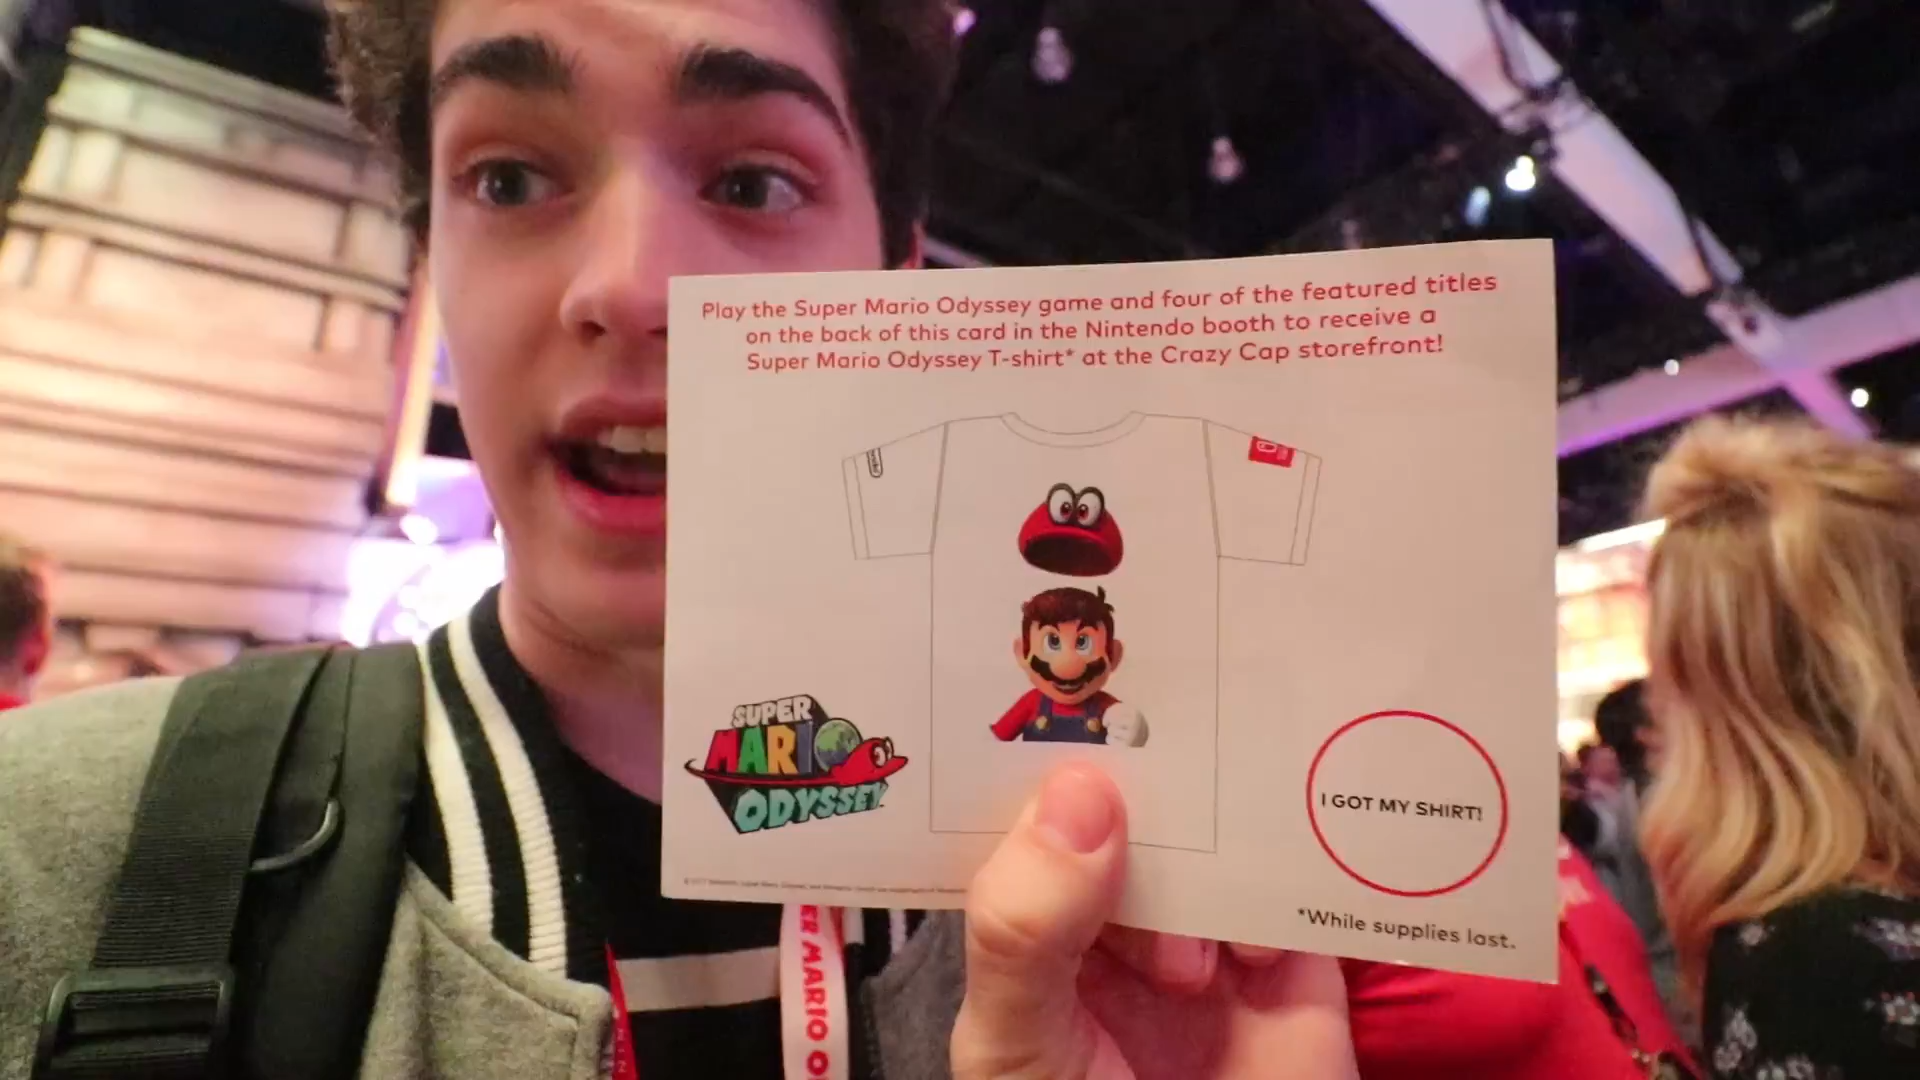 Play the Super Mario Odyssey game and four of the featured titles
on the back of this card in the Nintendo booth to receive a
Super Mario Odyssey T-shirt* at the Crazy Cap storefront!
SUPER
MARIO
ODYSSEY
I GOT MY SHIRT!
*While supplies last.
ER MARIO O
NIN